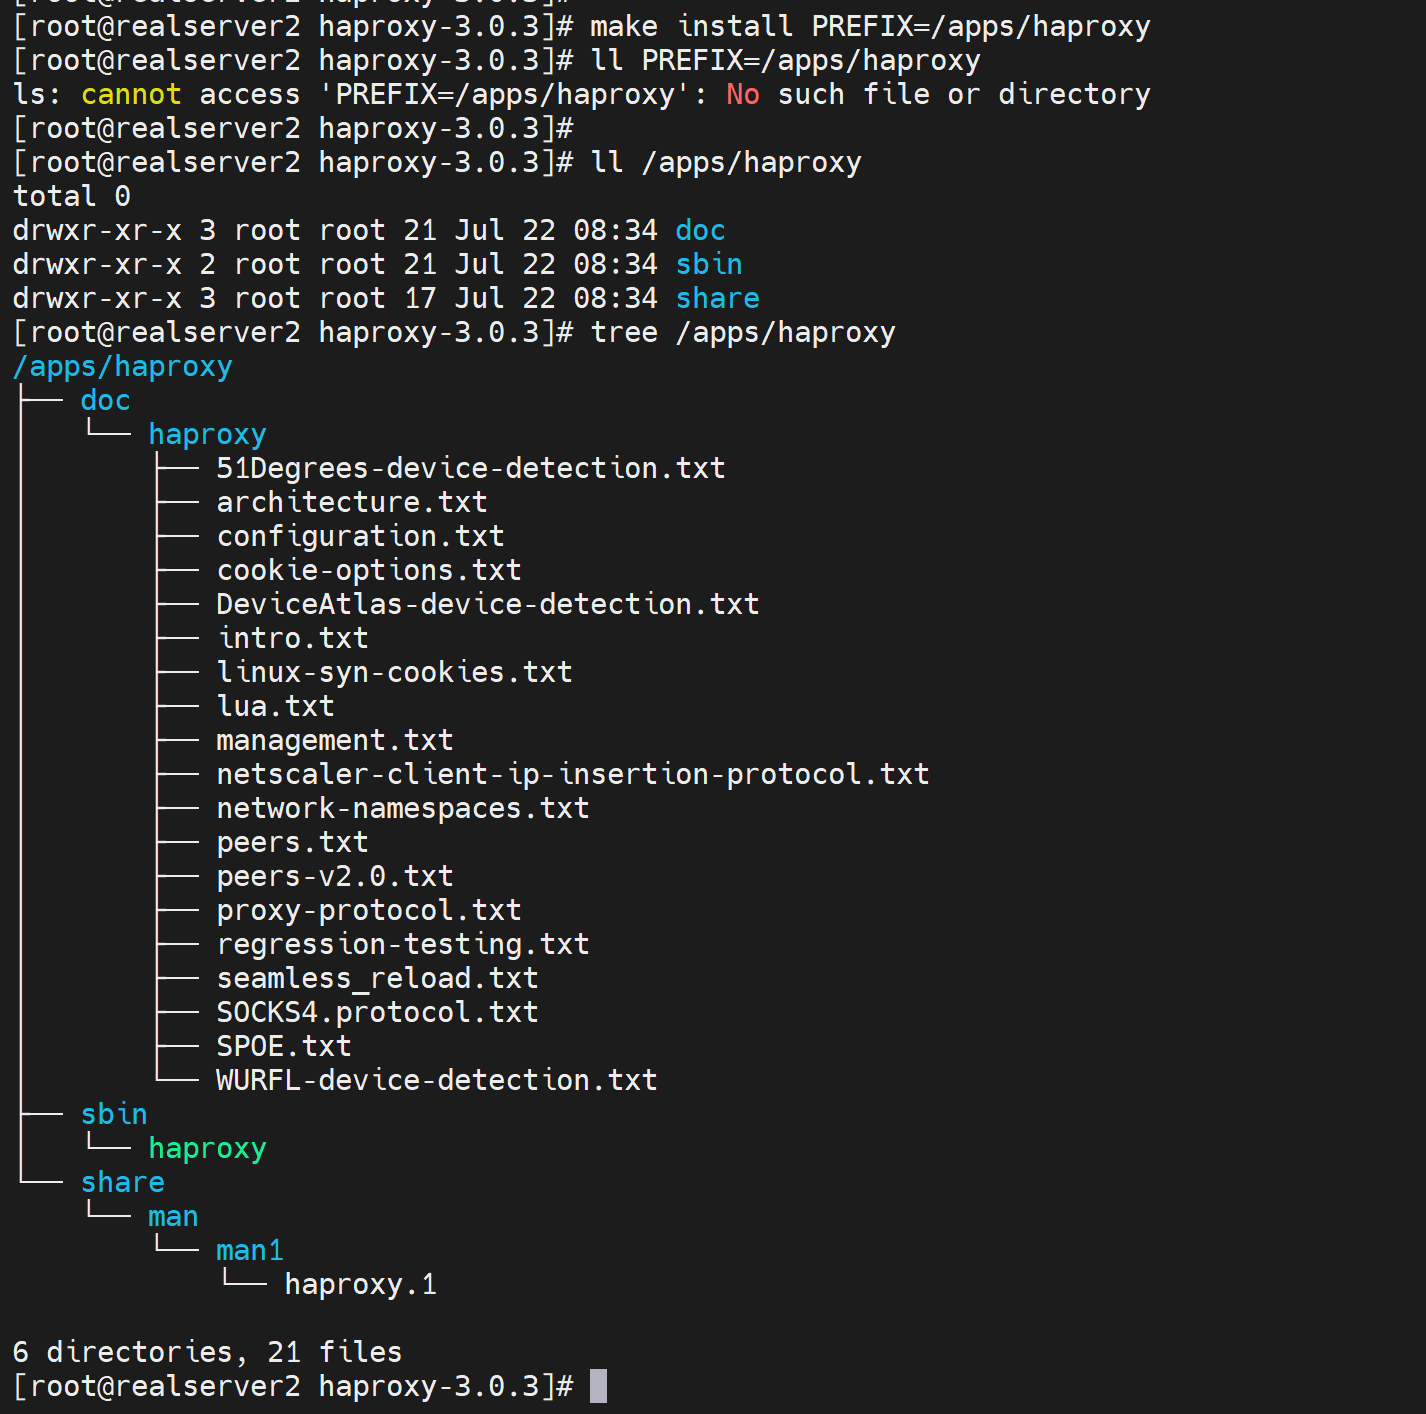 [root@realserver2 haproxy-3.0.3]#
[root@realserver2 haproxy-3.0.3]# make install PREFIX=/apps/haproxy
[root@realserver2 haproxy-3.0.3]# ll PREFIX=/apps/haproxy
ls: cannot access 'PREFIX=/apps/haproxy': No such file or directory
[root@realserver2 haproxy-3.0.3]#
[root@realserver2 haproxy-3.0.3]# ll /apps/haproxy
total 0
drwxr-xr-x 3 root root 21 Jul 22 08:34 doc
drwxr-xr-x 2 root root 21 Jul 22 08:34 sbin
drwxr-xr-x 3 root root 17 Jul 22 08:34 share
[root@realserver2 haproxy-3.0.3]# tree /apps/haproxy
/apps/haproxy
├── doc
│   └── haproxy
│       ├── 51Degrees-device-detection.txt
│       ├── architecture.txt
│       ├── configuration.txt
│       ├── cookie-options.txt
│       ├── DeviceAtlas-device-detection.txt
│       ├── intro.txt
│       ├── linux-syn-cookies.txt
│       ├── lua.txt
│       ├── management.txt
│       ├── netscaler-client-ip-insertion-protocol.txt
│       ├── network-namespaces.txt
│       ├── peers.txt
│       ├── peers-v2.0.txt
│       ├── proxy-protocol.txt
│       ├── regression-testing.txt
│       ├── seamless_reload.txt
│       ├── SOCKS4.protocol.txt
│       ├── SPOE.txt
│       └── WURFL-device-detection.txt
├── sbin
│   └── haproxy
└── share
    └── man
        └── man1
            └── haproxy.1

6 directories, 21 files
[root@realserver2 haproxy-3.0.3]#